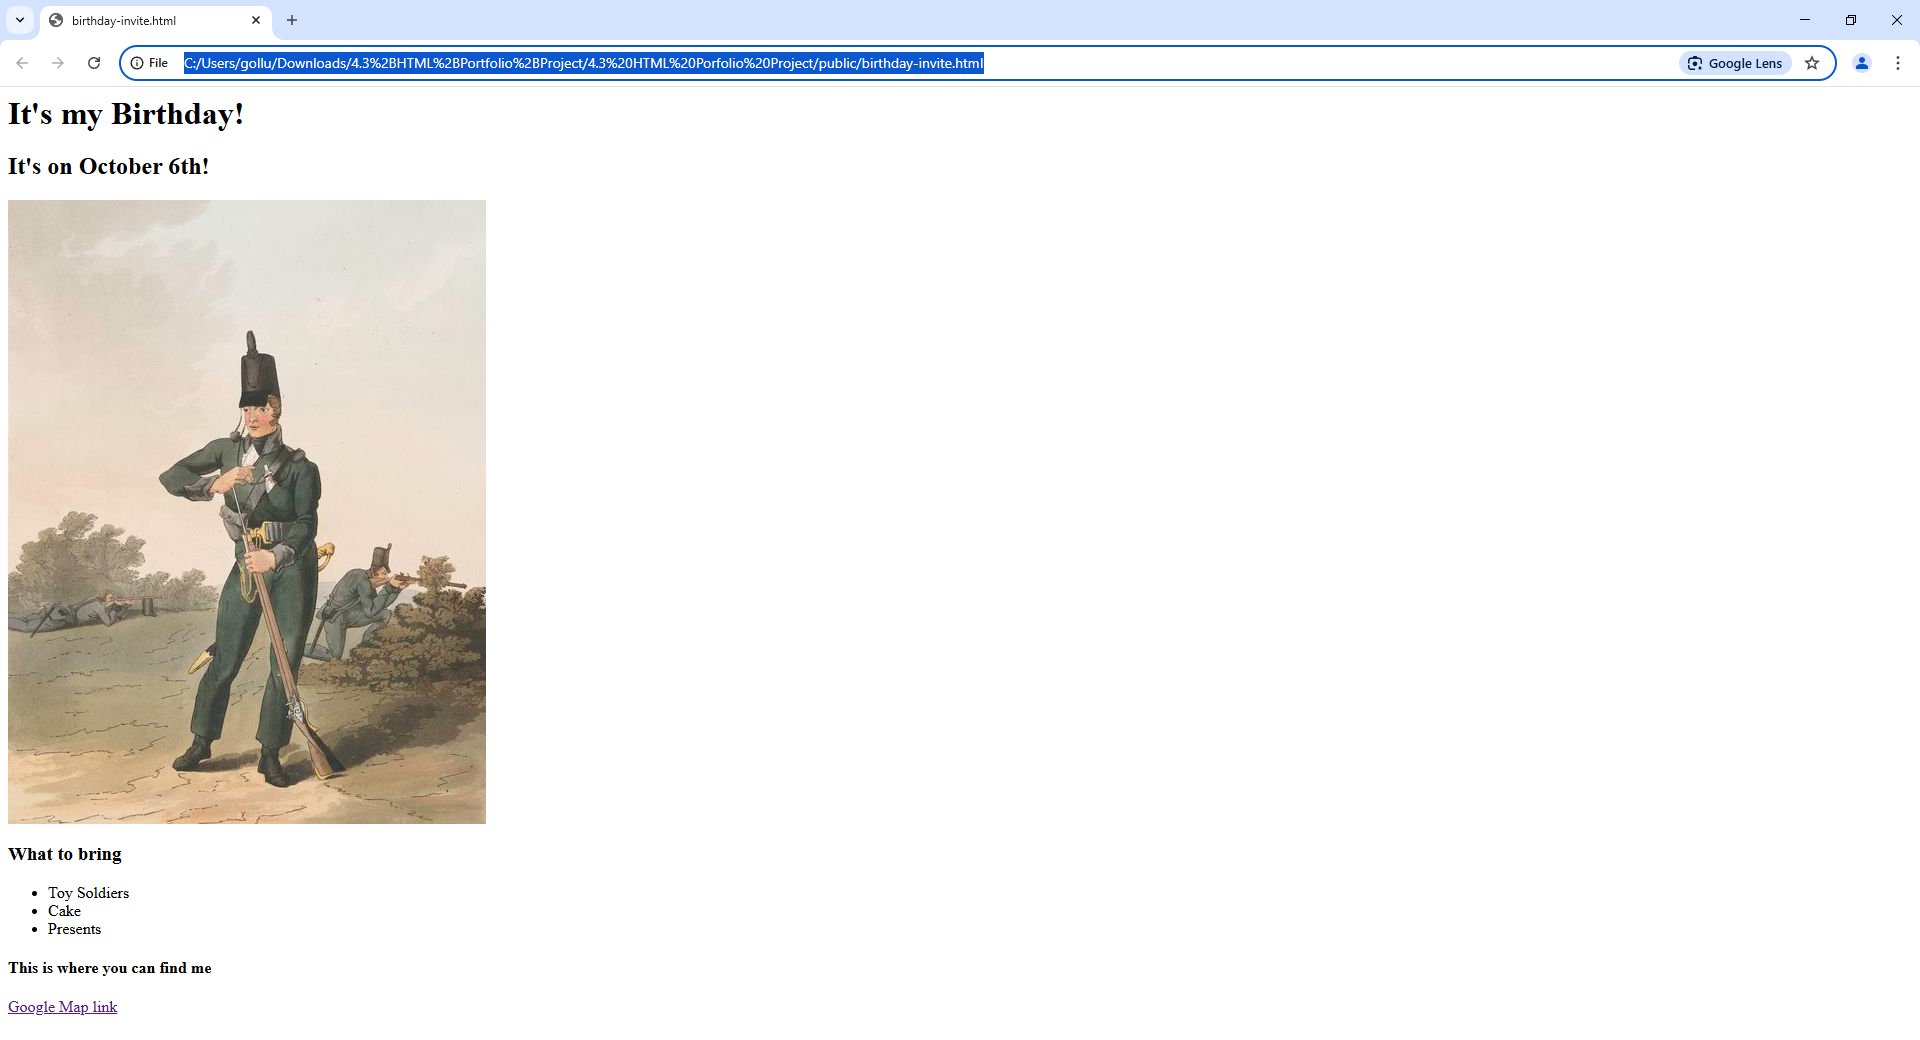 birthday-invite.html
File
C:/Users/gollu/Downloads/4.3%2BHTML%2BPortfolio%2BProject/4.3%20HTML%20Porfolio%20Project/public/birthday-invite.html
Google Lens
It's my Birthday!
It's on October 6th!
What to bring
• Toy Soldiers
• Cake
• Presents
This is where you can find me
Google Map link